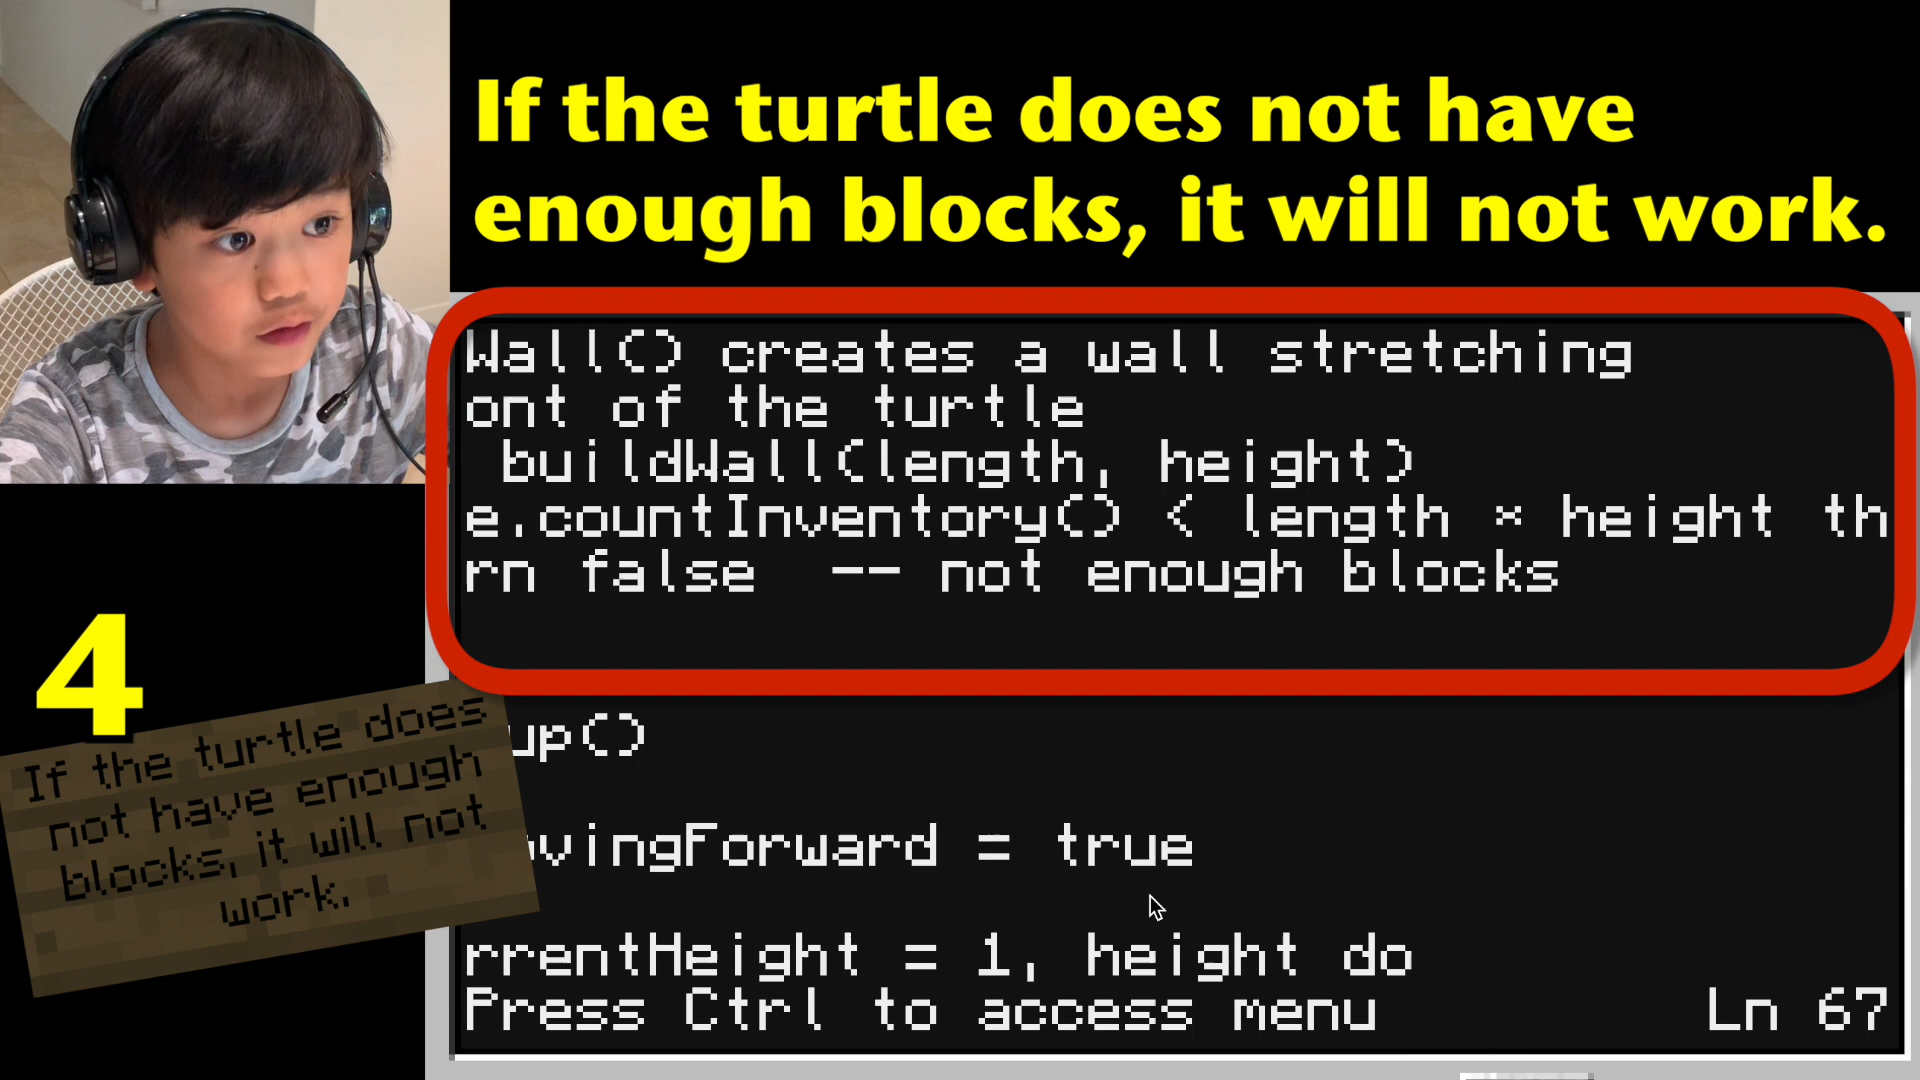 If the turtle does not have
enough blocks, it will not work.
Wall() creates a wall stretching
ont of the turtle
buildWall(length, height)
e.countInventory() < length * height th
rn false  -- not enough blocks
up()
vingForward = true
rrentHeight = 1, height do
Press Ctrl to access menu Ln 67
4
If the turtle does
not have enough
blocks, it will not
work.